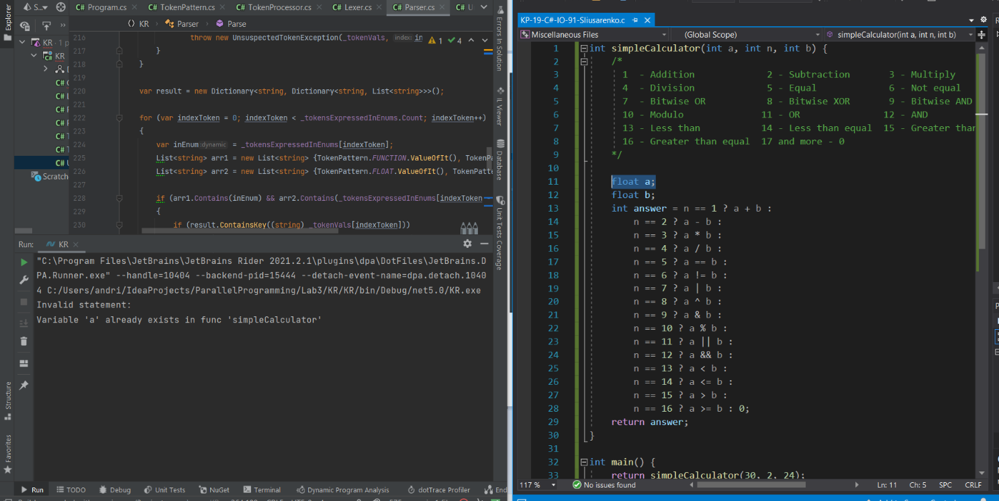 Explorer
S...
C# Program.cs
C# TokenPattern.cs
C# TokenProcessor.cs
C# Lexer.cs
C# Parser.cs
C# U
KR
Parser
Parse
KR · 1 p
KR
C#
C#
C#
C#
C#
C#
C#
Scratch
216 throw new UnsuspectedTokenException(_tokenVals, index: in
1 4
217 }
218 }
219
220 var result = new Dictionary<string, Dictionary<string, List<string>>>();
221
222 for (var indexToken = 0; indexToken < _tokensExpressedInEnums.Count; indexToken++)
223 {
224 var inEnum:dynamic = _tokensExpressedInEnums[indexToken];
225 List<string> arr1 = new List<string> {TokenPattern.FUNCTION.ValueOfIt(), TokenPa
226 List<string> arr2 = new List<string> {TokenPattern.FLOAT.ValueOfIt(), TokenPatte
227
228 if (arr1.Contains(inEnum) && arr2.Contains(_tokensExpressedInEnums[indexToken
229 {
230 if (result.ContainsKey((string) _tokenVals[indexToken]))
Errors In Solution
IL Viewer
Database
Unit Tests Coverage
Run: KR
"C:\Program Files\JetBrains\JetBrains Rider 2021.2.1\plugins\dpa\DotFiles\JetBrains.D
PA.Runner.exe" --handle=10404 --backend-pid=15444 --detach-event-name=dpa.detach.1040
4 C:/Users/andri/IdeaProjects/ParallelProgramming/Lab3/KR/KR/bin/Debug/net5.0/KR.exe
Invalid statement:
Variable 'a' already exists in func 'simpleCalculator'
Structure
Favorites
Run TODO Debug Unit Tests NuGet Terminal Dynamic Program Analysis dotTrace Profiler End
KP-19-C#-IO-91-Sliusarenko.c
Miscellaneous Files
(Global Scope)
simpleCalculator(int a, int n, int b)
1 int simpleCalculator(int a, int n, int b) {
2 /*
3 1 - Addition 2 - Subtraction 3 - Multiply
4 4 - Division 5 - Equal 6 - Not equal
5 7 - Bitwise OR 8 - Bitwise XOR 9 - Bitwise AND
6 10 - Modulo 11 - OR 12 - AND
7 13 - Less than 14 - Less than equal 15 - Greater than
8 16 - Greater than equal 17 and more - 0
9 */
10
11 float a;
12 float b;
13 int answer = n == 1 ? a + b :
14 n == 2 ? a - b :
15 n == 3 ? a * b :
16 n == 4 ? a / b :
17 n == 5 ? a == b :
18 n == 6 ? a != b :
19 n == 7 ? a | b :
20 n == 8 ? a ^ b :
21 n == 9 ? a & b :
22 n == 10 ? a % b :
23 n == 11 ? a || b :
24 n == 12 ? a && b :
25 n == 13 ? a < b :
26 n == 14 ? a <= b :
27 n == 15 ? a > b :
28 n == 16 ? a >= b : 0;
29 return answer;
30 }
31
32 int main() {
33 return simpleCalculator(30, 2, 24);
117 % No issues found Ln: 11 Ch: 5 SPC CRLF